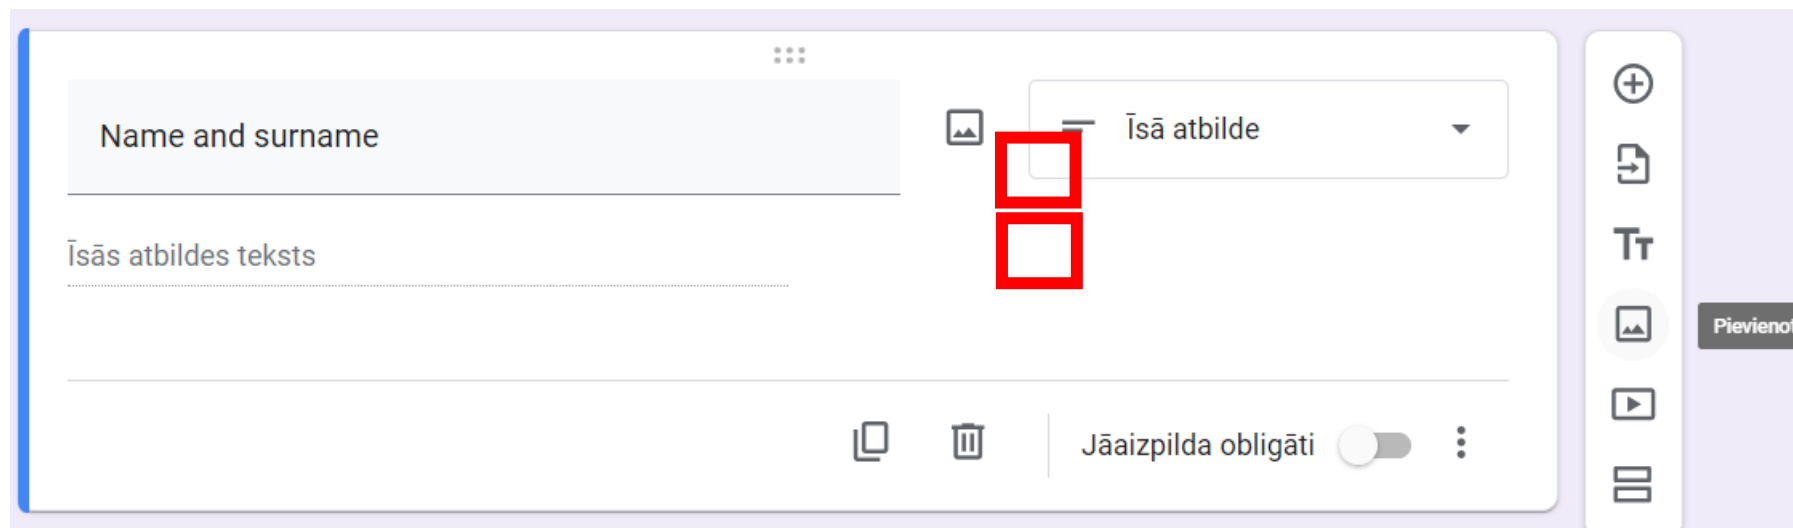 Name and surname
Īsā atbilde
Īsās atbildes teksts
Pievienot
Jāaizpilda obligāti